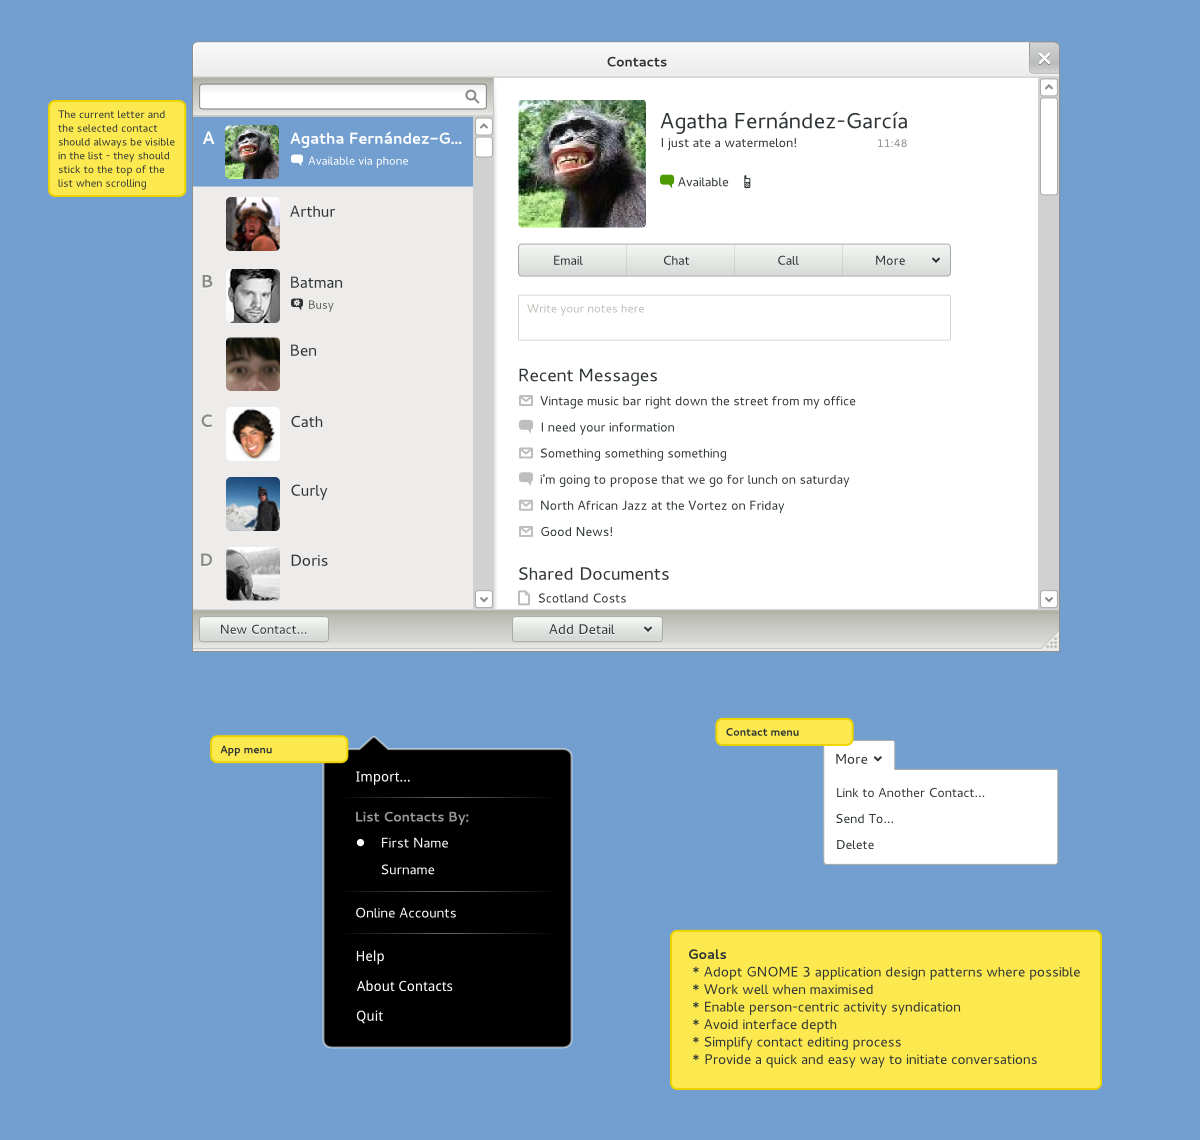 Contacts
The current letter and
the selected contact
should always be visible
in the list - they should
stick to the top of the
list when scrolling
A
Agatha Fernández-G...
Available via phone
Arthur
B
Batman
Busy
Ben
C
Cath
Curly
D
Doris
New Contact...
Agatha Fernández-García
I just ate a watermelon! 11:48
Available
Email Chat Call More
Write your notes here
Recent Messages
Vintage music bar right down the street from my office
I need your information
Something something something
i'm going to propose that we go for lunch on saturday
North African Jazz at the Vortez on Friday
Good News!
Shared Documents
Scotland Costs
Add Detail
App menu
Import...
List Contacts By:
First Name
Surname
Online Accounts
Help
About Contacts
Quit
Contact menu
More
Link to Another Contact...
Send To...
Delete
Goals
* Adopt GNOME 3 application design patterns where possible
* Work well when maximised
* Enable person-centric activity syndication
* Avoid interface depth
* Simplify contact editing process
* Provide a quick and easy way to initiate conversations